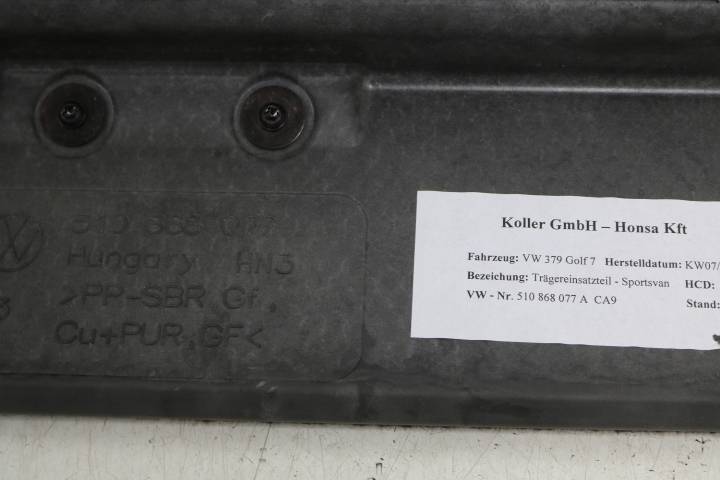 Hungary HN3
>PP-SBR Gf.
Cu+PUR.GF<
Koller GmbH – Honsa Kft
Fahrzeug: VW 379 Golf 7 Herstelldatum: KW07/
Bezeichung: Trägereinsatzteil - Sportsvan HCD:
VW - Nr. 510 868 077 A CA9
Stand: